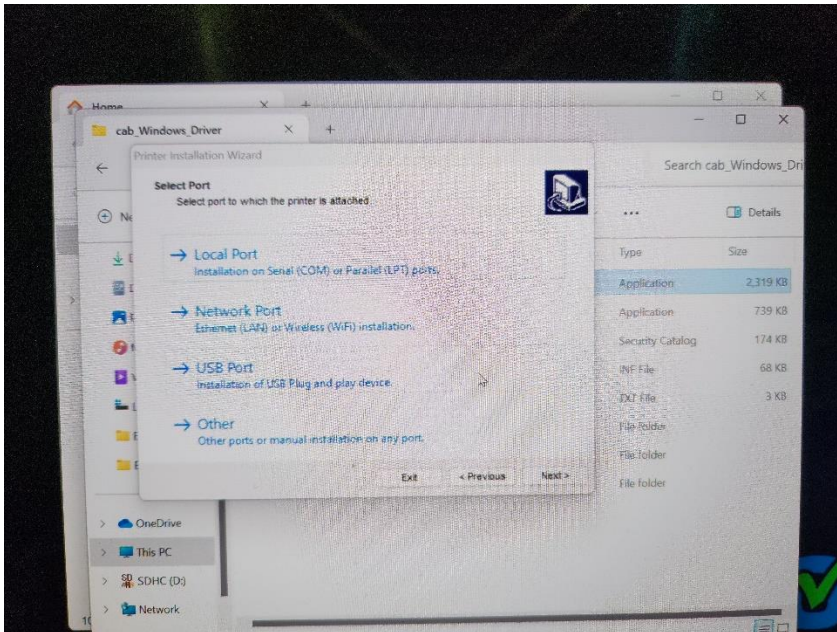 Home
cab_Windows_Driver
Search cab_Windows_Dri
Printer Installation Wizard
Select Port
Select port to which the printer is attached.
Local Port
Installation on Serial (COM) or Parallel (LPT) ports.
Network Port
Ethernet (LAN) or Wireless (WiFi) installation.
USB Port
Installation of USB Plug and play device.
Other
Other ports or manual installation on any port.
Exit
< Previous
Next >
Details
Type Size
Application 2,319 KB
Application 739 KB
Security Catalog 174 KB
INF File 68 KB
TXT File 3 KB
File folder
File folder
File folder
OneDrive
This PC
SDHC (D:)
Network